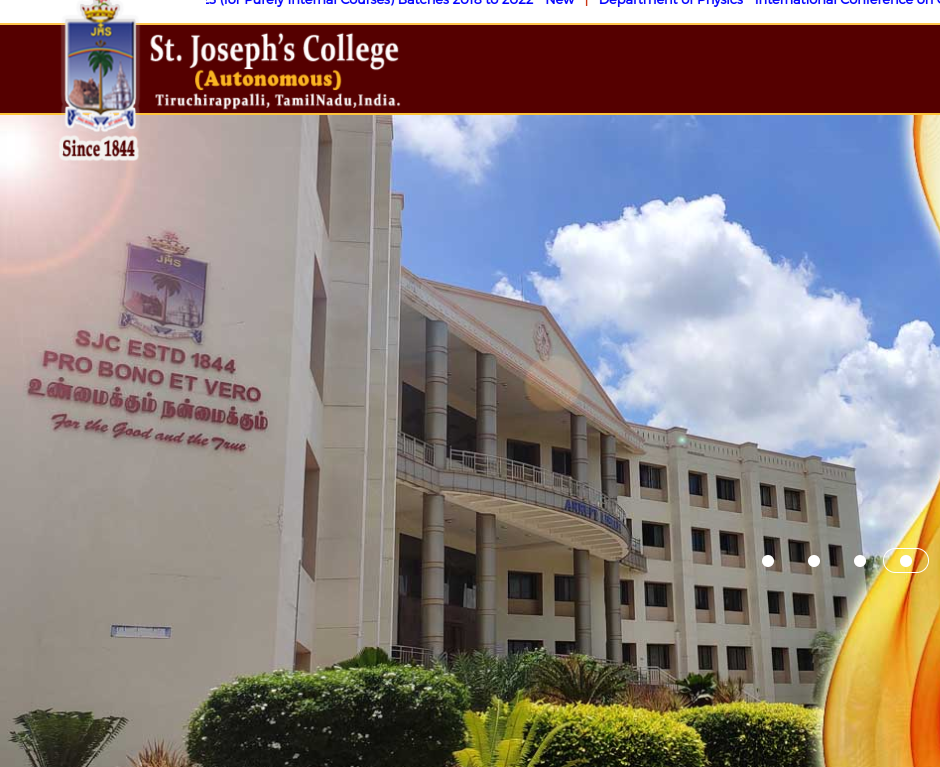 (for Purely Internal Courses) Batches 2018 to 2022 - New | Department of Physics - International Conference on
JHS
St. Joseph's College
(Autonomous)
Tiruchirappalli, TamilNadu,India.
Since 1844
JHS
SJC ESTD 1844
PRO BONO ET VERO
உண்மைக்கும் நன்மைக்கும்
For the Good and the True